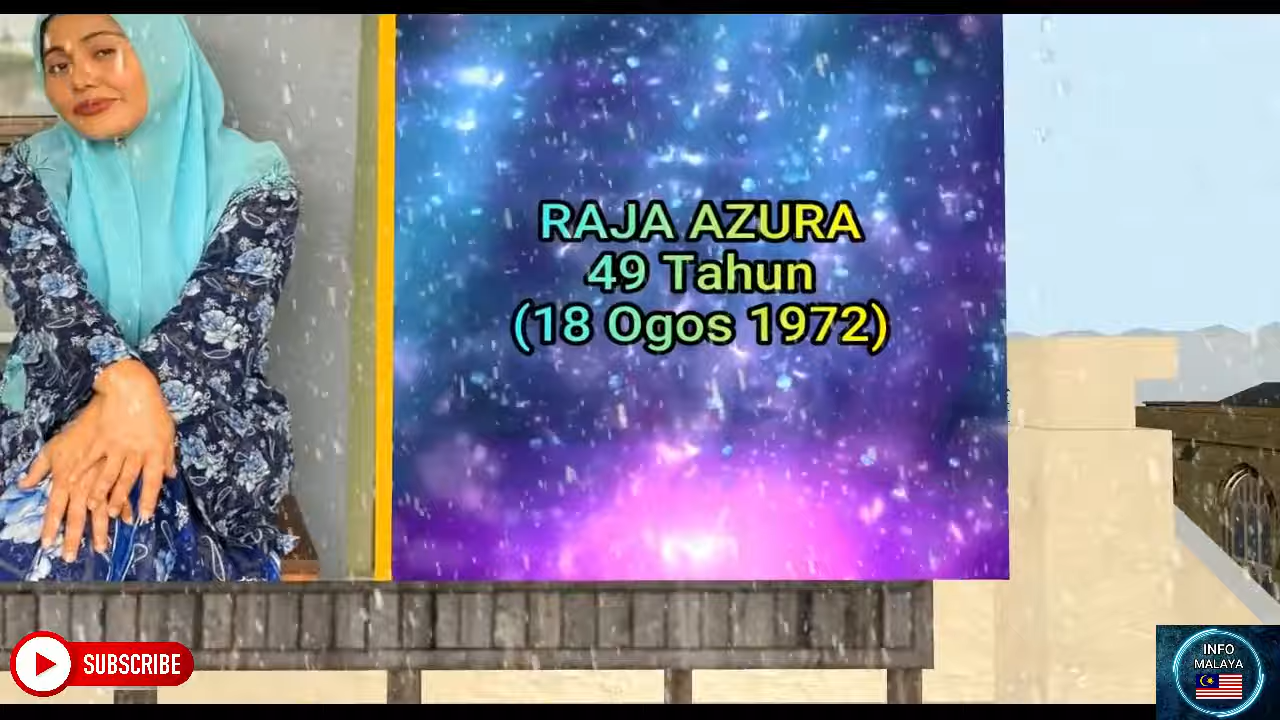 RAJA AZURA
49 Tahun
(18 Ogos 1972)
SUBSCRIBE
INFO
MALAYA